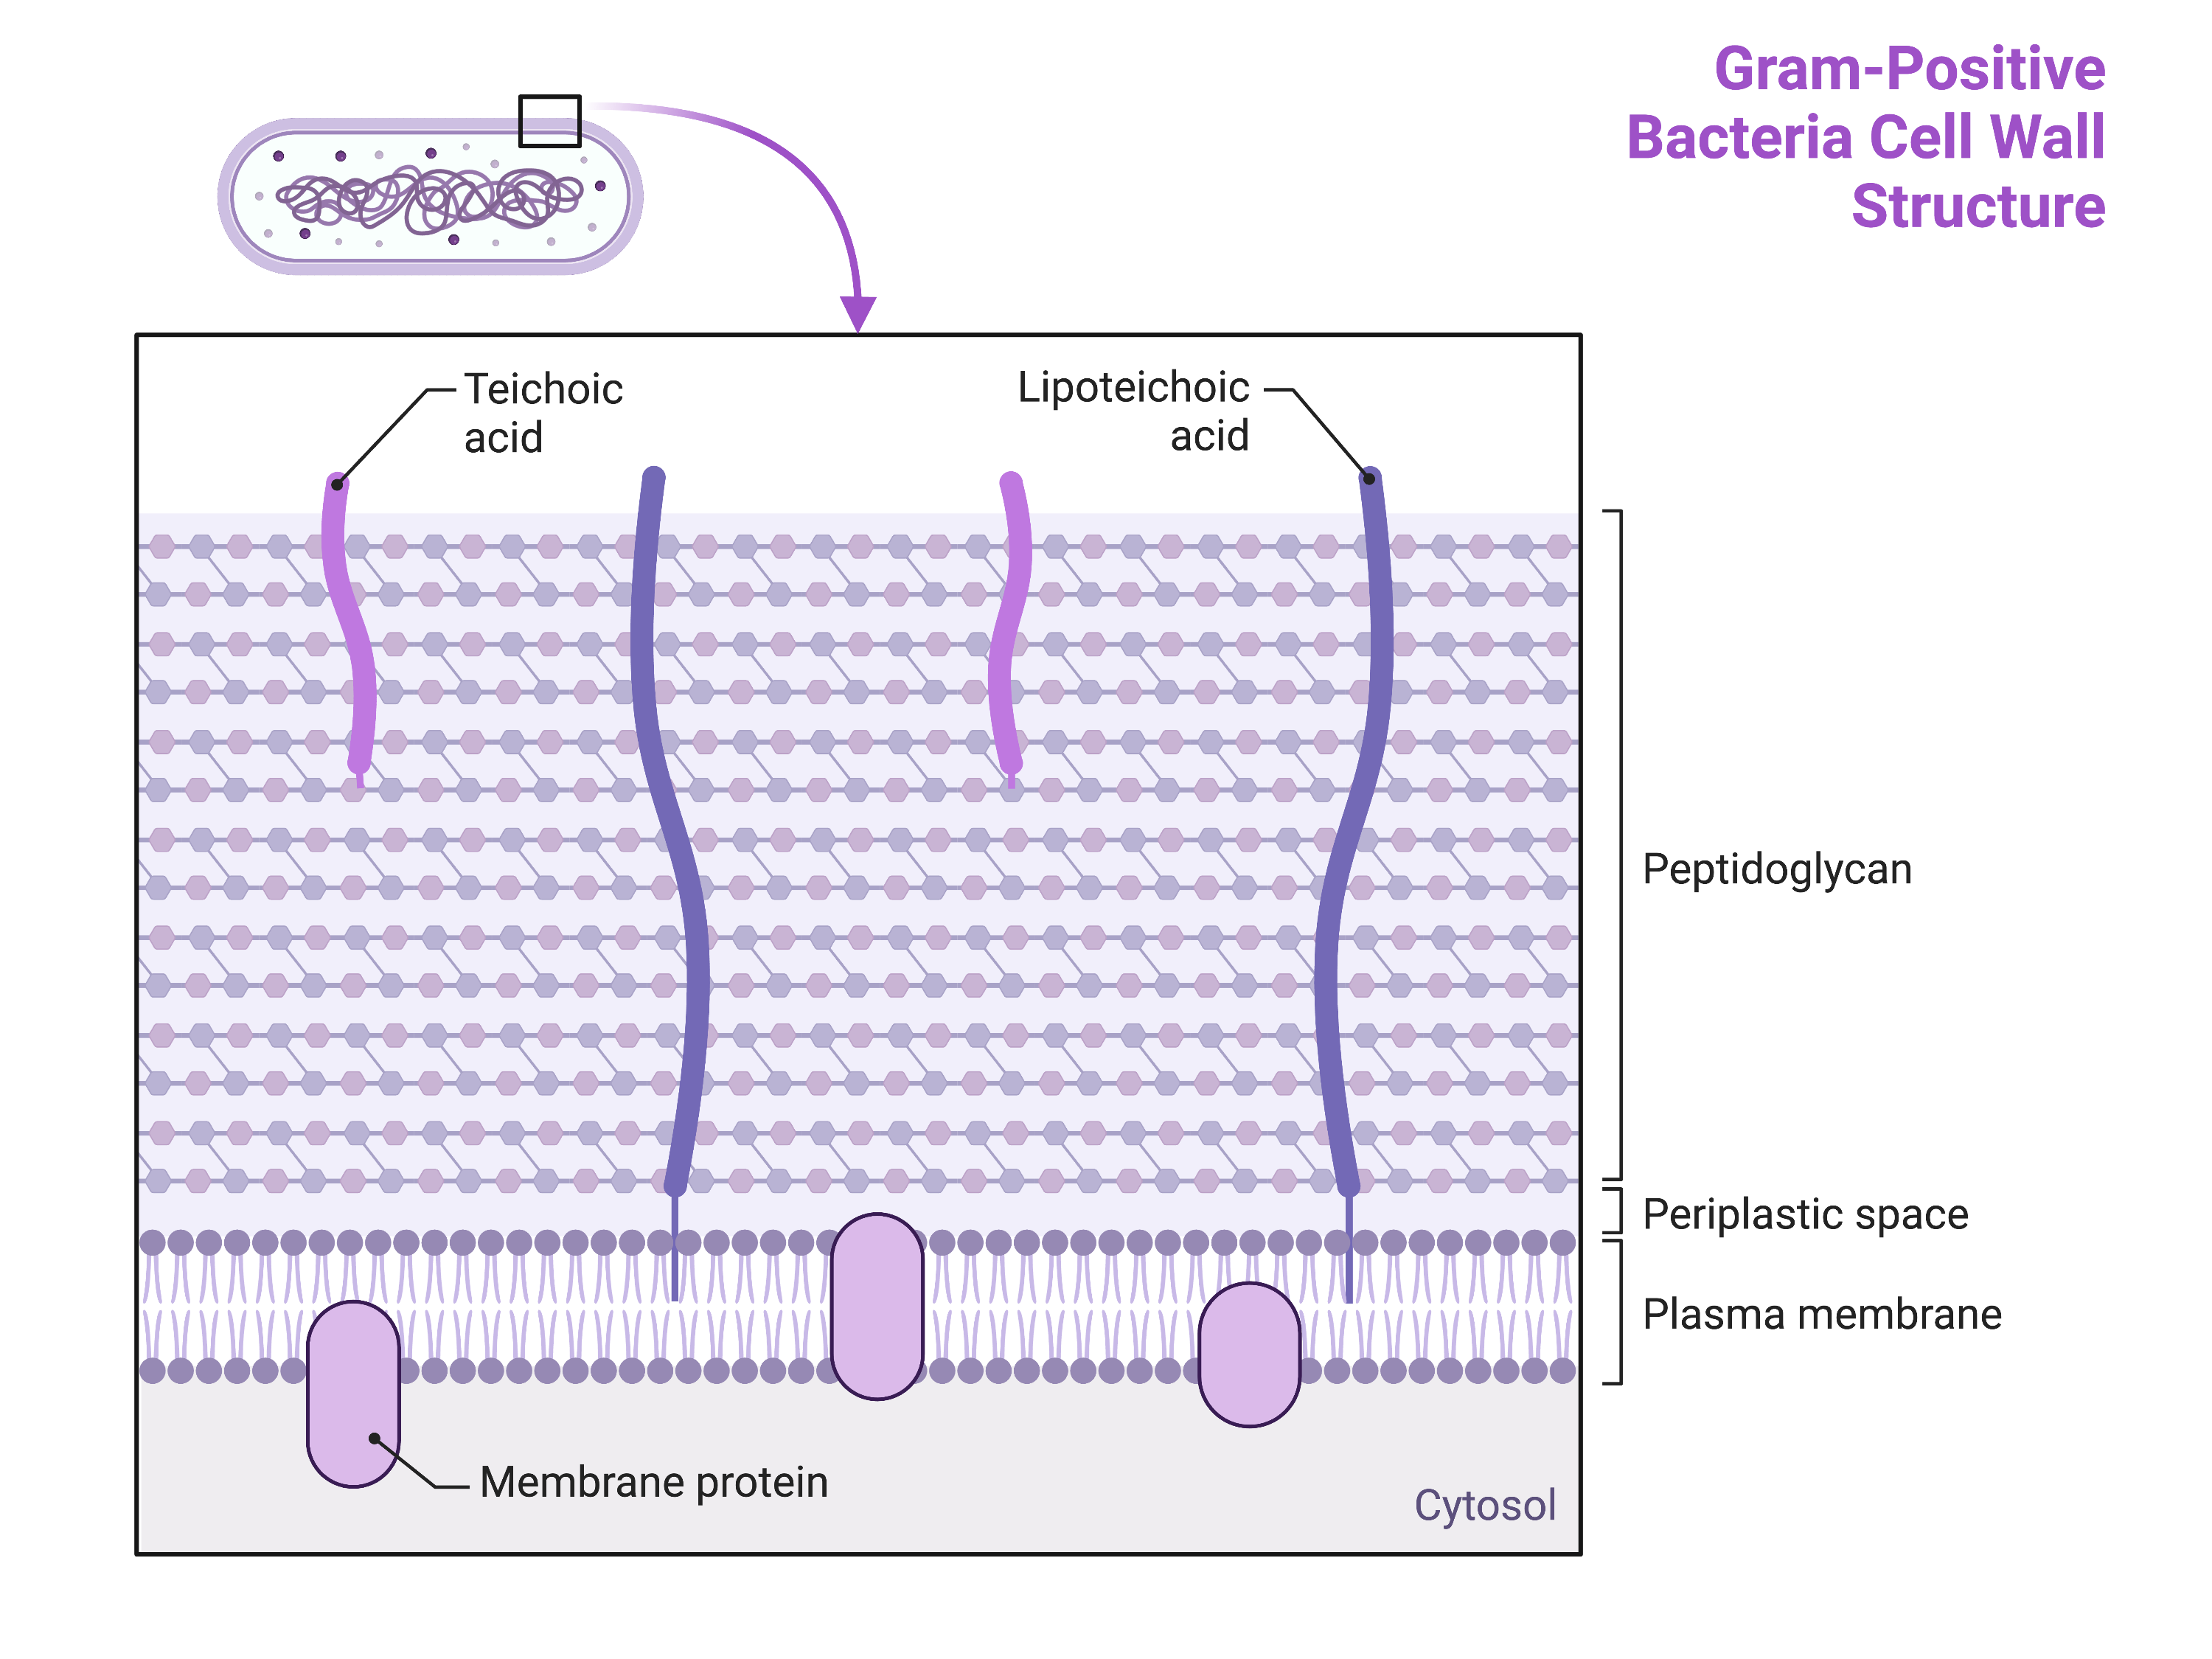 Gram-Positive
Bacteria Cell Wall
Structure
Teichoic
acid
Lipoteichoic
acid
Peptidoglycan
Periplastic space
Plasma membrane
Membrane protein
Cytosol